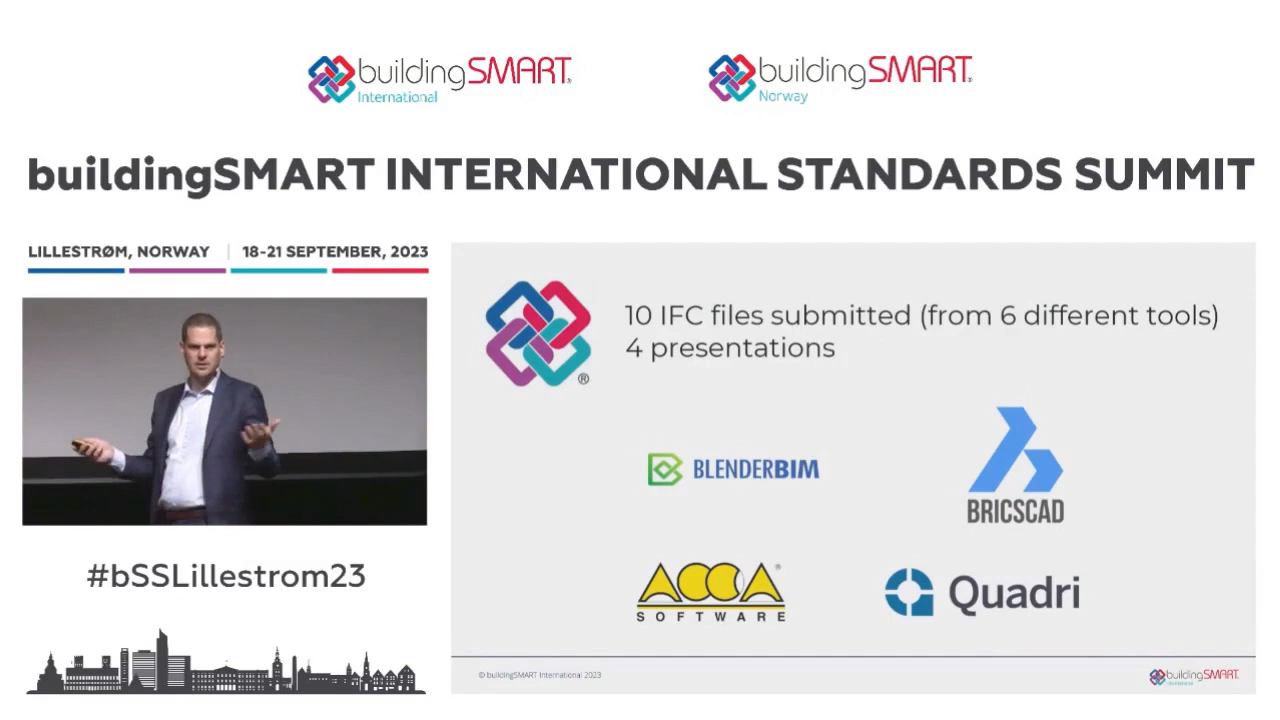 buildingSMART®
International
buildingSMART®
Norway
buildingSMART INTERNATIONAL STANDARDS SUMMIT
LILLESTRØM, NORWAY | 18-21 SEPTEMBER, 2023
10 IFC files submitted (from 6 different tools)
4 presentations
®
BLENDERBIM
BRICSCAD
ACCA®
SOFTWARE
Quadri
#bSSLillestrom23
© buildingSMART International 2023
buildingSMART
International